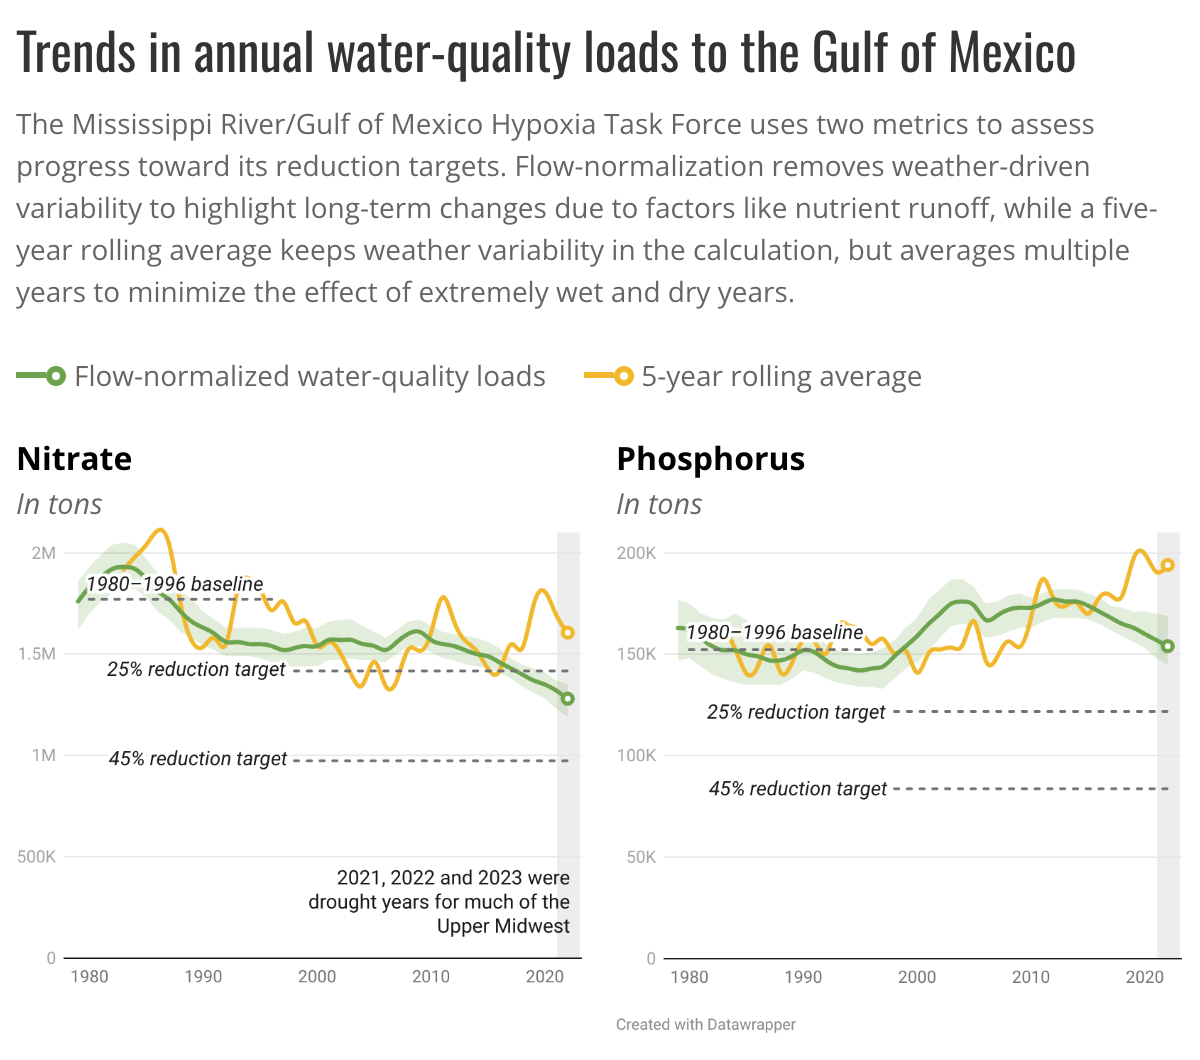 Trends in annual water-quality loads to the Gulf of Mexico
The Mississippi River/Gulf of Mexico Hypoxia Task Force uses two metrics to assess
progress toward its reduction targets. Flow-normalization removes weather-driven
variability to highlight long-term changes due to factors like nutrient runoff, while a five-
year rolling average keeps weather variability in the calculation, but averages multiple
years to minimize the effect of extremely wet and dry years.
Flow-normalized water-quality loads
5-year rolling average
Nitrate
In tons
2M
1980–1996 baseline
1.5M
25% reduction target
1M
45% reduction target
500K
2021, 2022 and 2023 were
drought years for much of the
Upper Midwest
0
1980
1990
2000
2010
2020
Phosphorus
In tons
200K
1980–1996 baseline
150K
25% reduction target
100K
45% reduction target
50K
0
1980
1990
2000
2010
2020
Created with Datawrapper